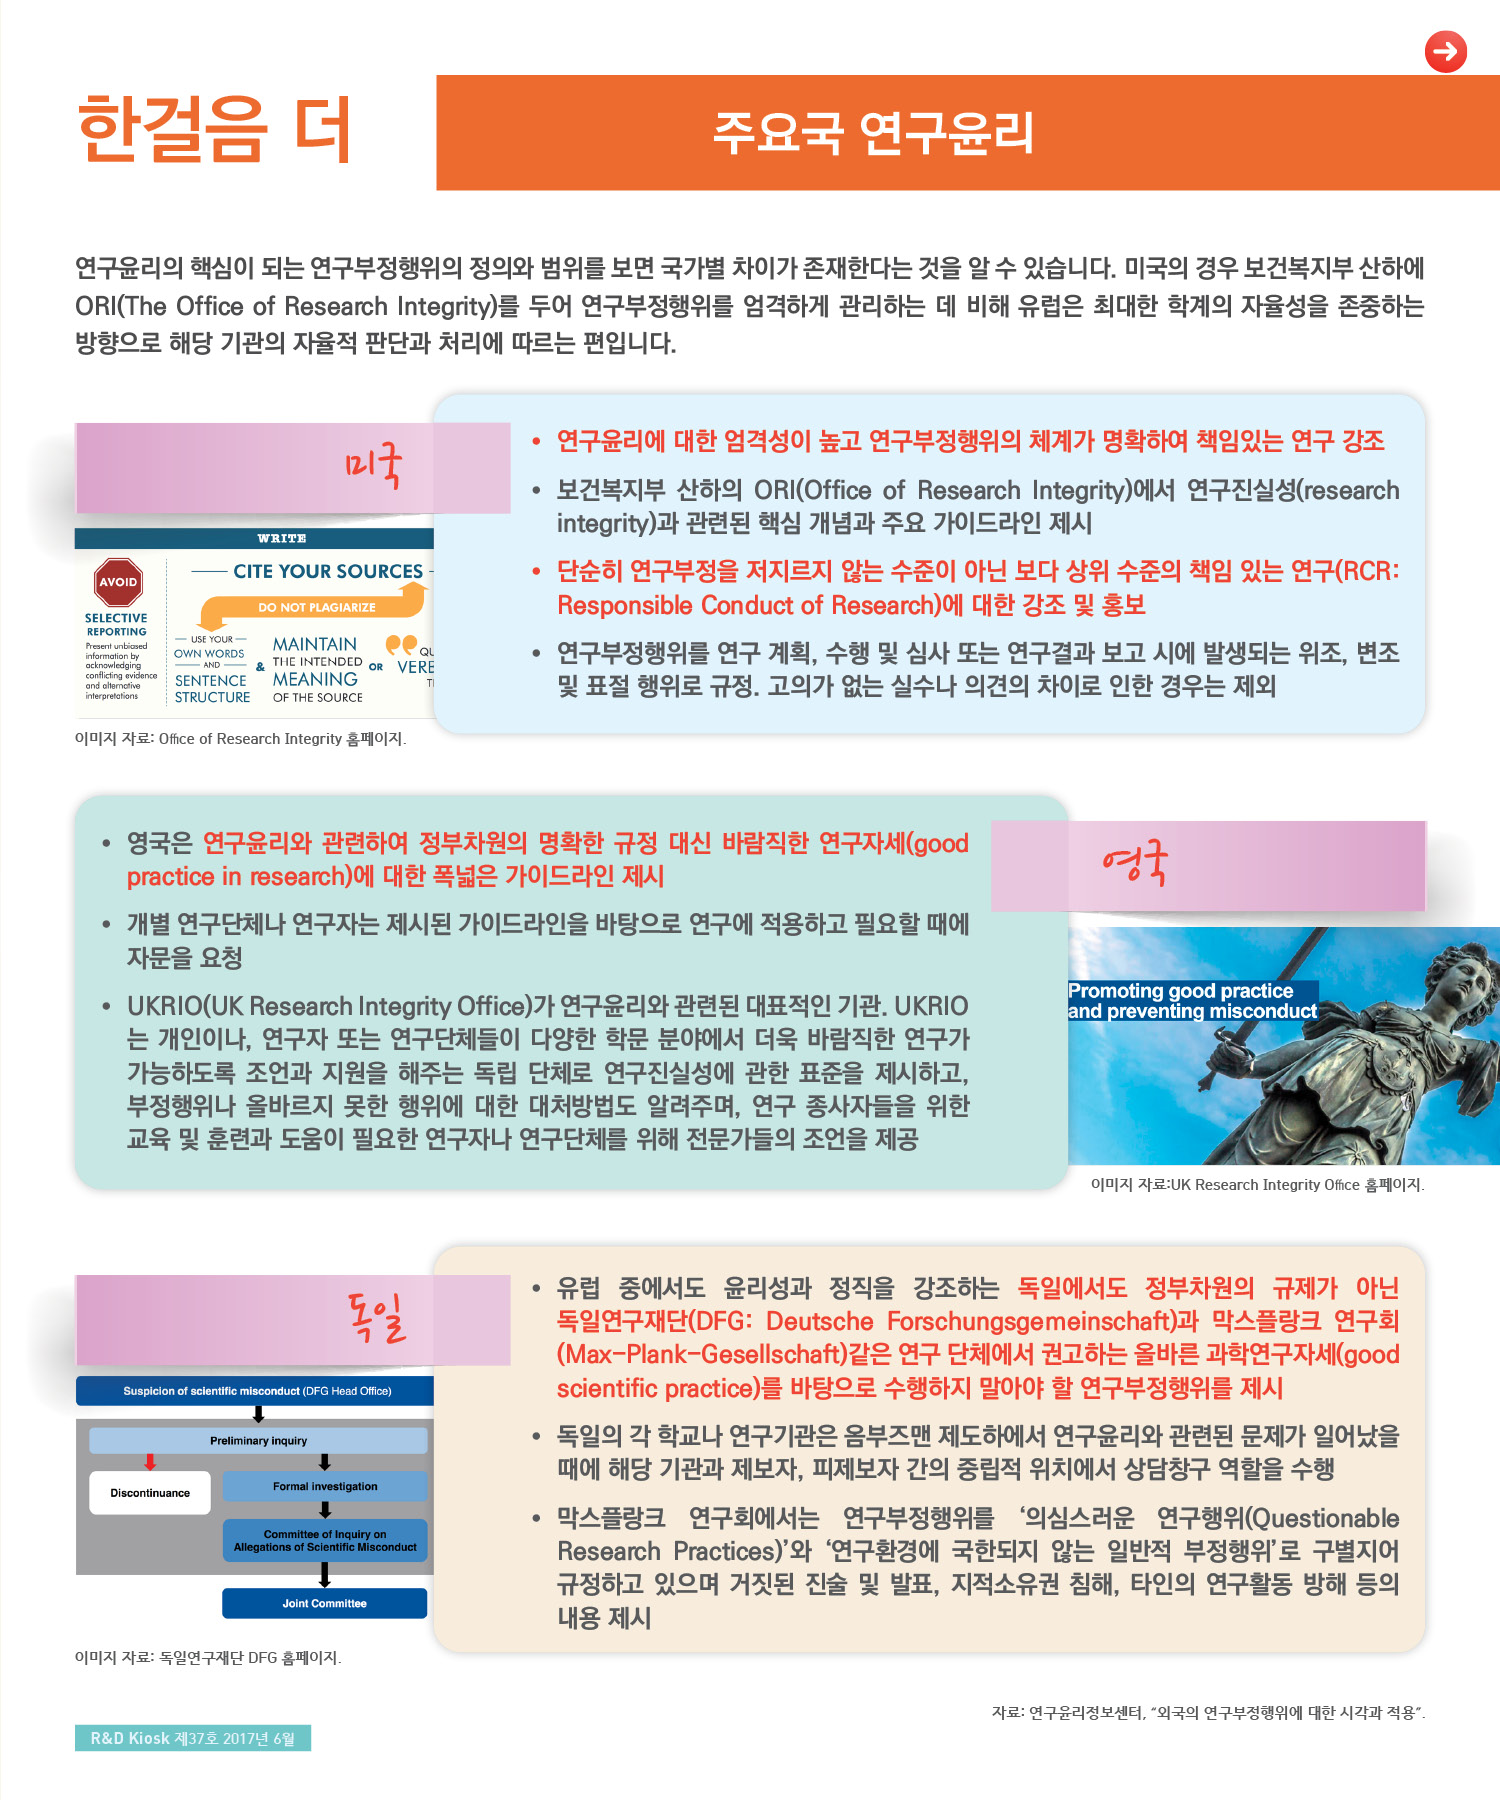 한걸음 더
주요국 연구윤리
연구윤리의 핵심이 되는 연구부정행위의 정의와 범위를 보면 국가별 차이가 존재한다는 것을 알 수 있습니다. 미국의 경우 보건복지부 산하에
ORI(The Office of Research Integrity)를 두어 연구부정행위를 엄격하게 관리하는 데 비해 유럽은 최대한 학계의 자율성을 존중하는
방향으로 해당 기관의 자율적 판단과 처리에 따르는 편입니다.
미국
WRITE
AVOID
SELECTIVE
REPORTING
Present unbiased
information by
acknowledging
conflicting evidence
and alternative
interpretations
CITE YOUR SOURCES
DO NOT PLAGIARIZE
USE YOUR
OWN WORDS
AND
SENTENCE
STRUCTURE
&
MAINTAIN
THE INTENDED
MEANING
OF THE SOURCE
OR
이미지 자료: Office of Research Integrity 홈페이지.
• 연구윤리에 대한 엄격성이 높고 연구부정행위의 체계가 명확하여 책임있는 연구 강조
• 보건복지부 산하의 ORI(Office of Research Integrity)에서 연구진실성(research
integrity)과 관련된 핵심 개념과 주요 가이드라인 제시
• 단순히 연구부정을 저지르지 않는 수준이 아닌 보다 상위 수준의 책임 있는 연구(RCR:
Responsible Conduct of Research)에 대한 강조 및 홍보
• 연구부정행위를 연구 계획, 수행 및 심사 또는 연구결과 보고 시에 발생되는 위조, 변조
및 표절 행위로 규정. 고의가 없는 실수나 의견의 차이로 인한 경우는 제외
• 영국은 연구윤리와 관련하여 정부차원의 명확한 규정 대신 바람직한 연구자세(good
practice in research)에 대한 폭넓은 가이드라인 제시
• 개별 연구단체나 연구자는 제시된 가이드라인을 바탕으로 연구에 적용하고 필요할 때에
자문을 요청
• UKRIO(UK Research Integrity Office)가 연구윤리와 관련된 대표적인 기관. UKRIO
는 개인이나, 연구자 또는 연구단체들이 다양한 학문 분야에서 더욱 바람직한 연구가
가능하도록 조언과 지원을 해주는 독립 단체로 연구진실성에 관한 표준을 제시하고,
부정행위나 올바르지 못한 행위에 대한 대처방법도 알려주며, 연구 종사자들을 위한
교육 및 훈련과 도움이 필요한 연구자나 연구단체를 위해 전문가들의 조언을 제공
영국
Promoting good practice
and preventing misconduct
이미지 자료:UK Research Integrity Office 홈페이지.
독일
Suspicion of scientific misconduct (DFG Head Office)
Preliminary inquiry
Discontinuance
Formal investigation
Committee of Inquiry on
Allegations of Scientific Misconduct
Joint Committee
이미지 자료: 독일연구재단 DFG 홈페이지.
• 유럽 중에서도 윤리성과 정직을 강조하는 독일에서도 정부차원의 규제가 아닌
독일연구재단(DFG: Deutsche Forschungsgemeinschaft)과 막스플랑크 연구회
(Max-Plank-Gesellschaft)같은 연구 단체에서 권고하는 올바른 과학연구자세(good
scientific practice)를 바탕으로 수행하지 말아야 할 연구부정행위를 제시
• 독일의 각 학교나 연구기관은 옴부즈맨 제도하에서 연구윤리와 관련된 문제가 일어났을
때에 해당 기관과 제보자, 피제보자 간의 중립적 위치에서 상담창구 역할을 수행
• 막스플랑크 연구회에서는 연구부정행위를 ‘의심스러운 연구행위(Questionable
Research Practices)’와 ‘연구환경에 국한되지 않는 일반적 부정행위’로 구별지어
규정하고 있으며 거짓된 진술 및 발표, 지적소유권 침해, 타인의 연구활동 방해 등의
내용 제시
자료: 연구윤리정보센터, “외국의 연구부정행위에 대한 시각과 적용”.
R&D Kiosk 제37호 2017년 6월